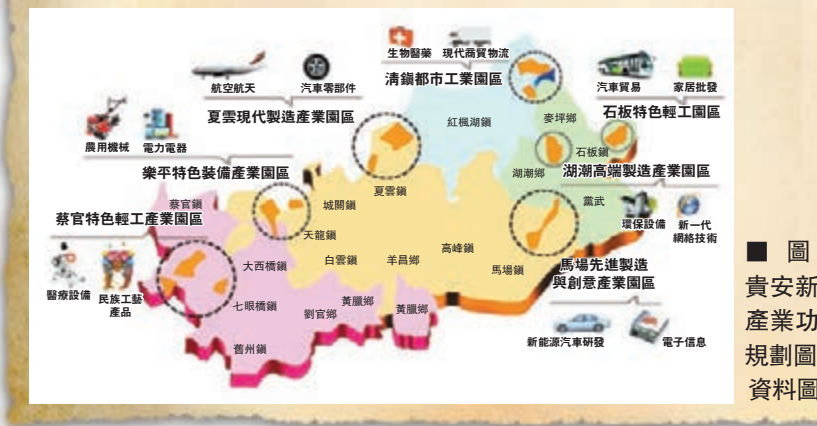 生物醫藥 現代商貿物流
清鎮都市工業園區
航空航天 汽車零部件
夏雲現代製造產業園區
汽車貿易 家居批發
石板特色輕工園區
農用機械 電力電器
樂平特色裝備產業園區
紅楓湖鎮
麥坪鄉
石板鎮
湖潮鄉
湖潮高端製造產業園區
環保設備 新一代
網絡技術
黨武
蔡官鎮
蔡官特色輕工產業園區
醫療設備 民族工藝
產品
夏雲鎮
城關鎮
天龍鎮
大西橋鎮
白雲鎮
羊昌鄉
高峰鎮
馬場鎮
馬場先進製造
與創意產業園區
新能源汽車研發 電子信息
七眼橋鎮
劉官鄉
黃臘鄉
黃臘鄉
舊州鎮
■ 圖
貴安新
產業功
規劃圖
資料圖